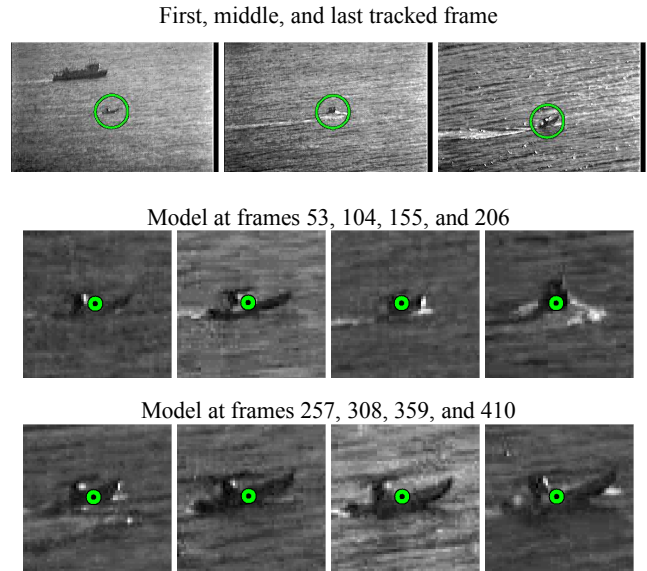 First, middle, and last tracked frame
Model at frames 53, 104, 155, and 206
Model at frames 257, 308, 359, and 410